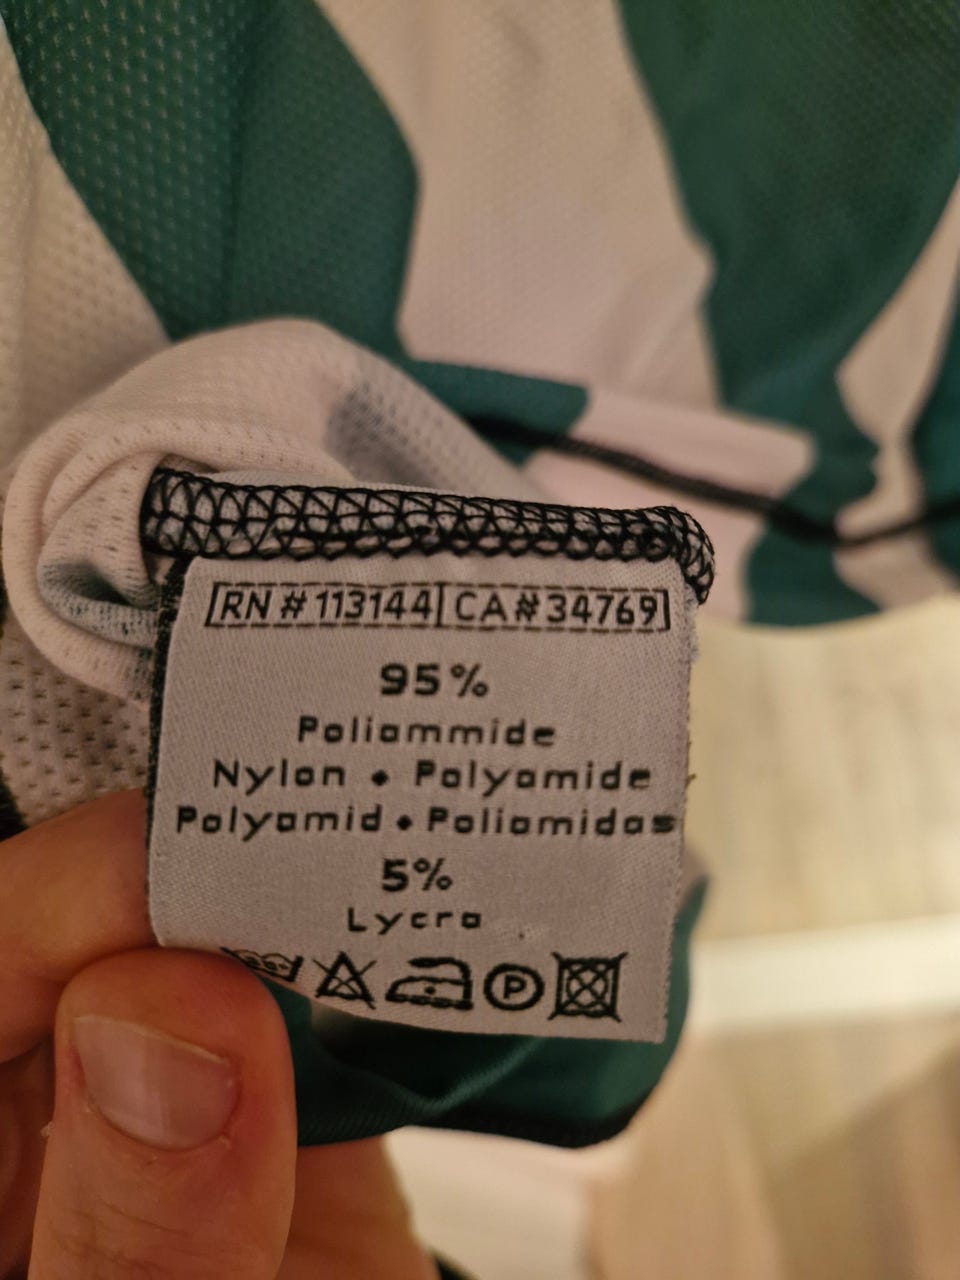 RN # 113144 CA# 34769
95%
Poliammide
Nylon • Polyamide
Polyamid • Poliamidas
5%
Lycra
P